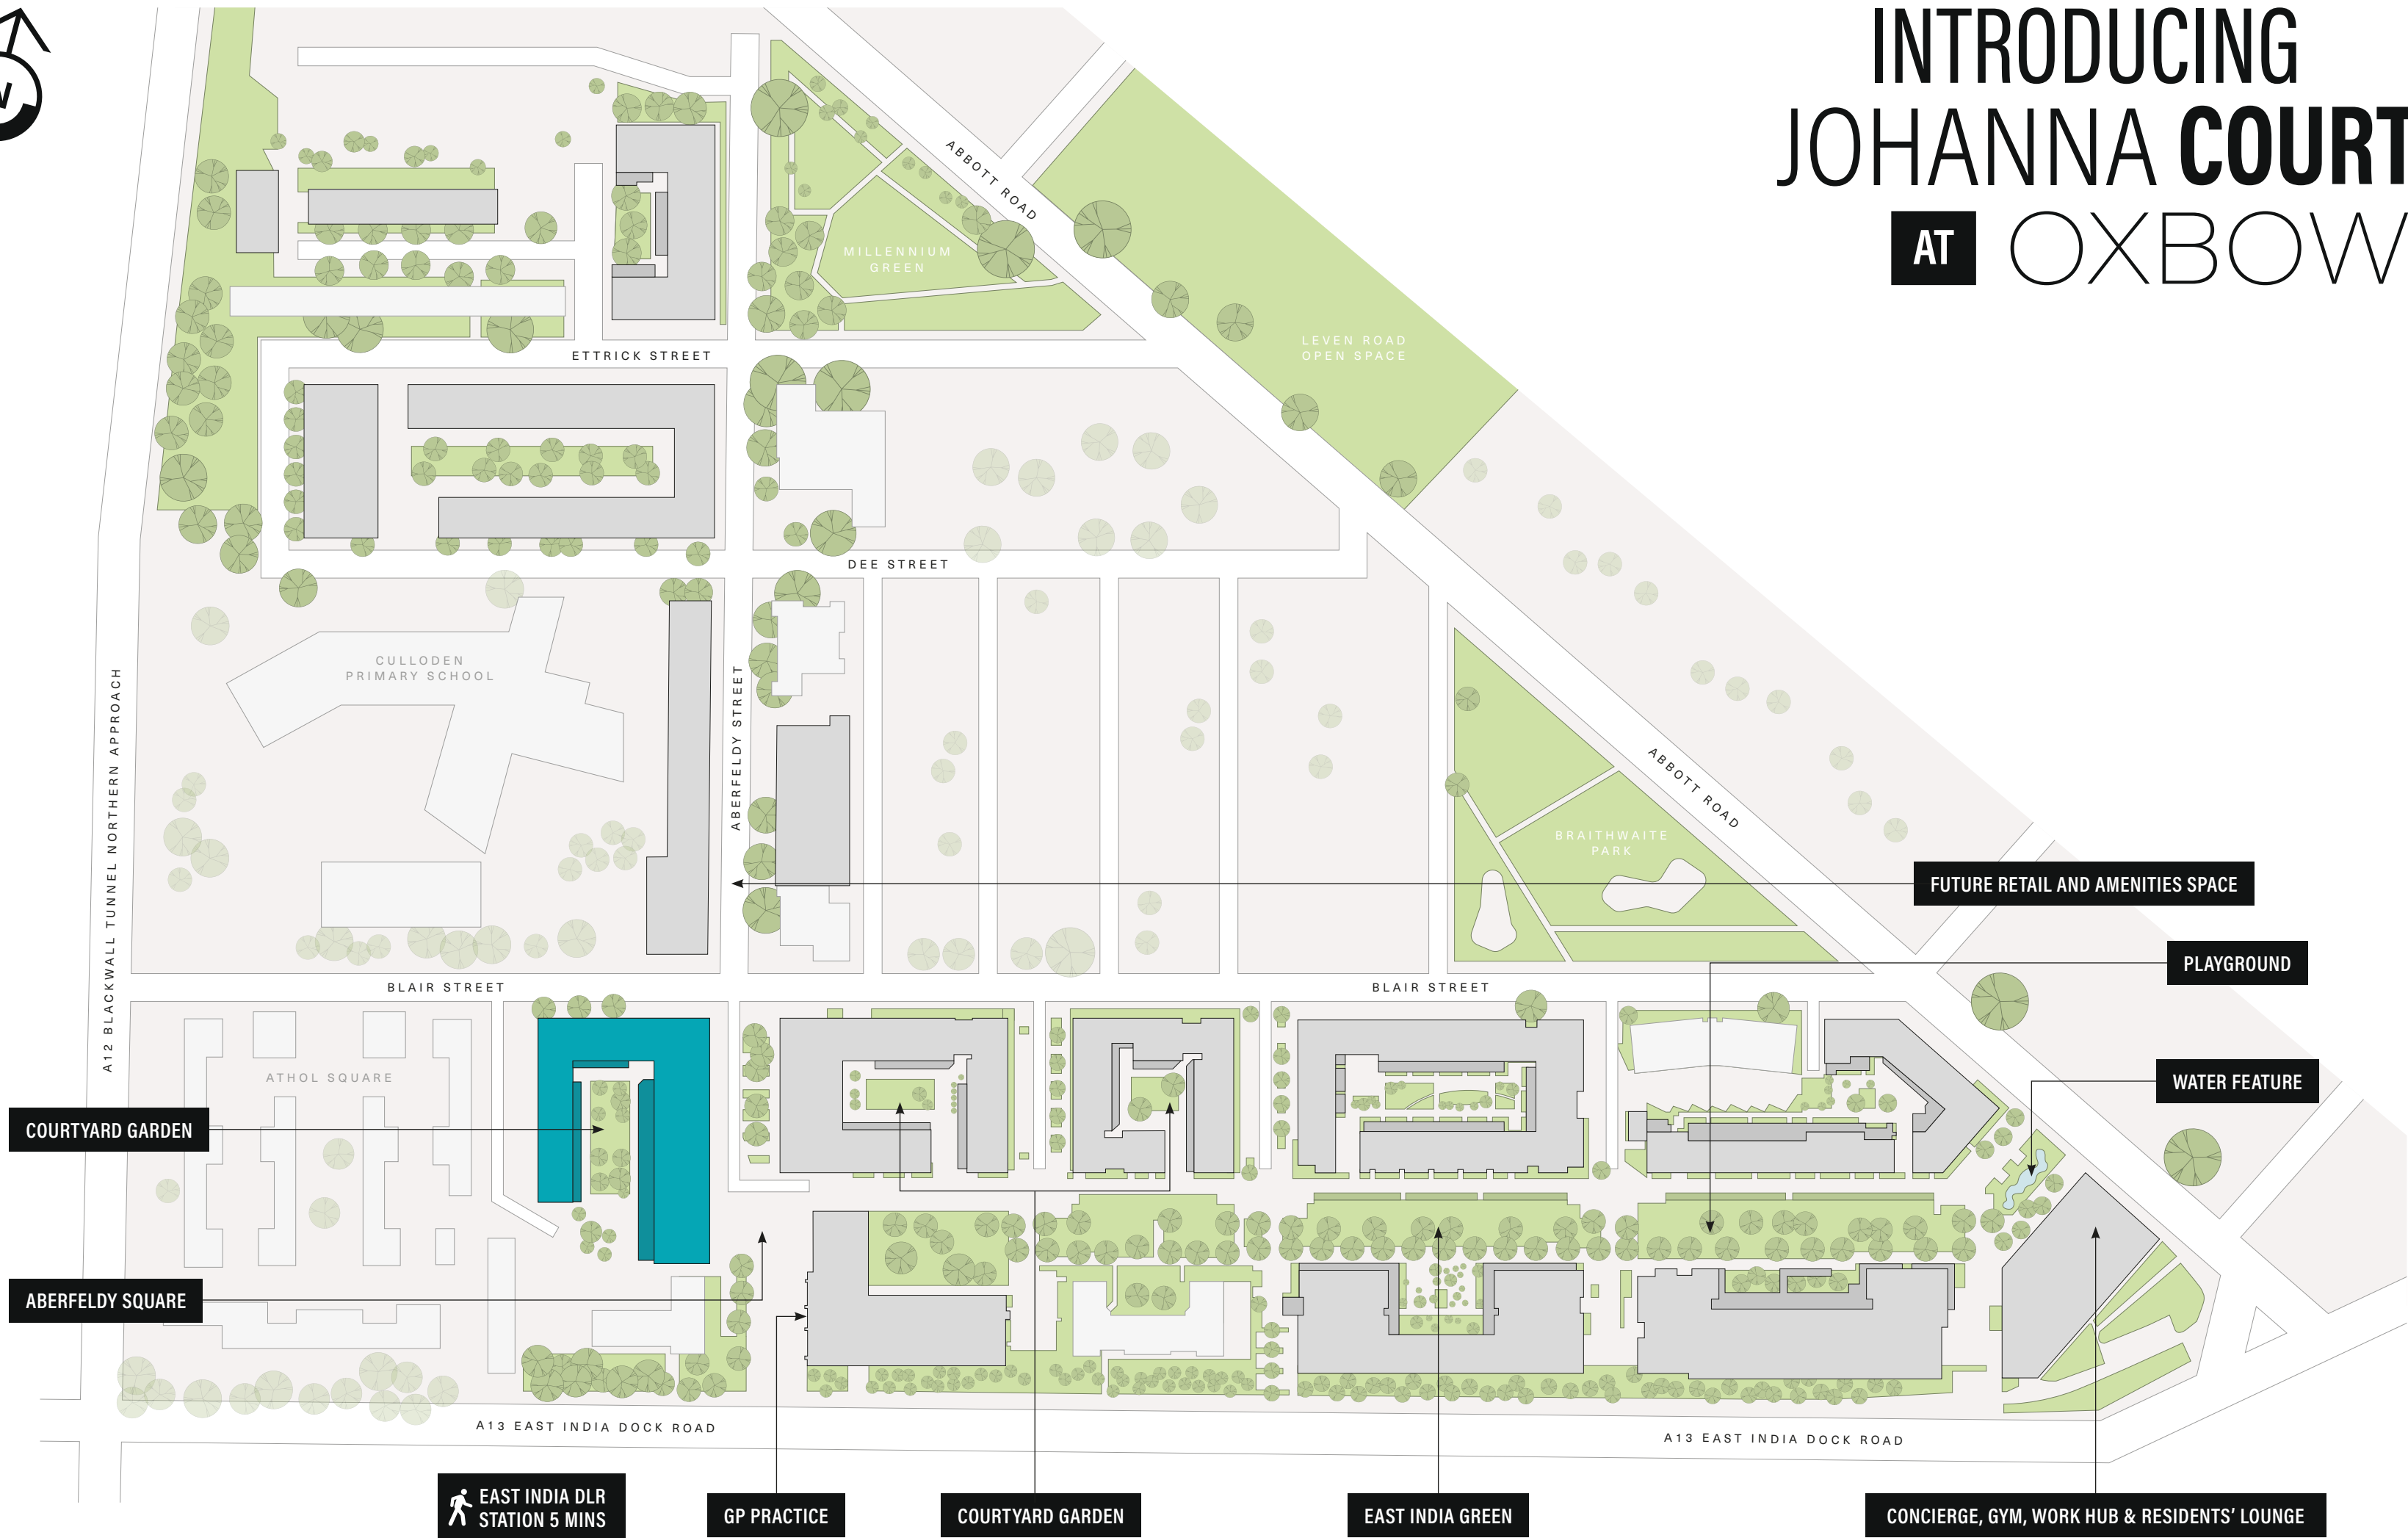 INTRODUCING
JOHANNA COURT
AT OXBOW
N
ABBOTT ROAD
MILLENNIUM
GREEN
LEVEN ROAD
OPEN SPACE
ETTRICK STREET
DEE STREET
CULLODEN
PRIMARY SCHOOL
ABERFELDY STREET
A12 BLACKWALL TUNNEL NORTHERN APPROACH
ABBOTT ROAD
BRAITHWAITE
PARK
FUTURE RETAIL AND AMENITIES SPACE
PLAYGROUND
BLAIR STREET
BLAIR STREET
WATER FEATURE
ATHOL SQUARE
COURTYARD GARDEN
ABERFELDY SQUARE
A13 EAST INDIA DOCK ROAD
A13 EAST INDIA DOCK ROAD
EAST INDIA DLR
STATION 5 MINS
GP PRACTICE
COURTYARD GARDEN
EAST INDIA GREEN
CONCIERGE, GYM, WORK HUB & RESIDENTS' LOUNGE